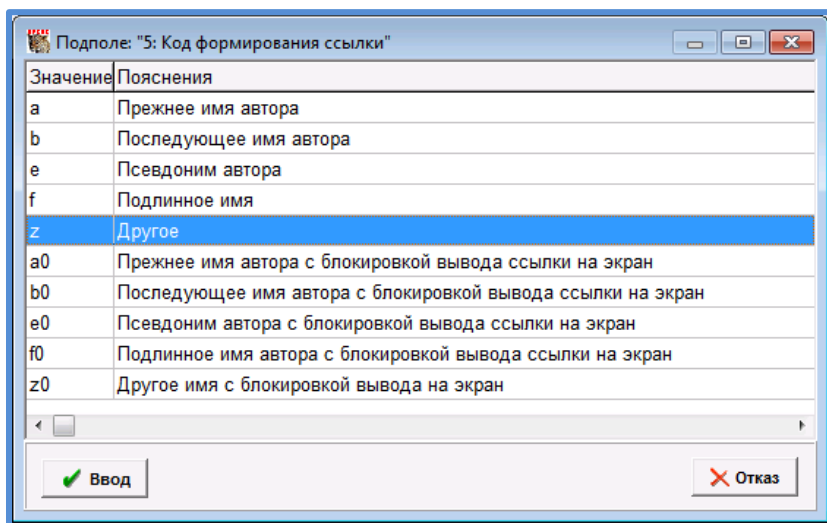 Подполе: "5: Код формирования ссылки"
Значение Пояснения
a Прежнее имя автора
b Последующее имя автора
e Псевдоним автора
f Подлинное имя
z Другое
a0 Прежнее имя автора с блокировкой вывода ссылки на экран
b0 Последующее имя автора с блокировкой вывода ссылки на экран
e0 Псевдоним автора с блокировкой вывода ссылки на экран
f0 Подлинное имя автора с блокировкой вывода ссылки на экран
z0 Другое имя с блокировкой вывода на экран
Ввод Отказ